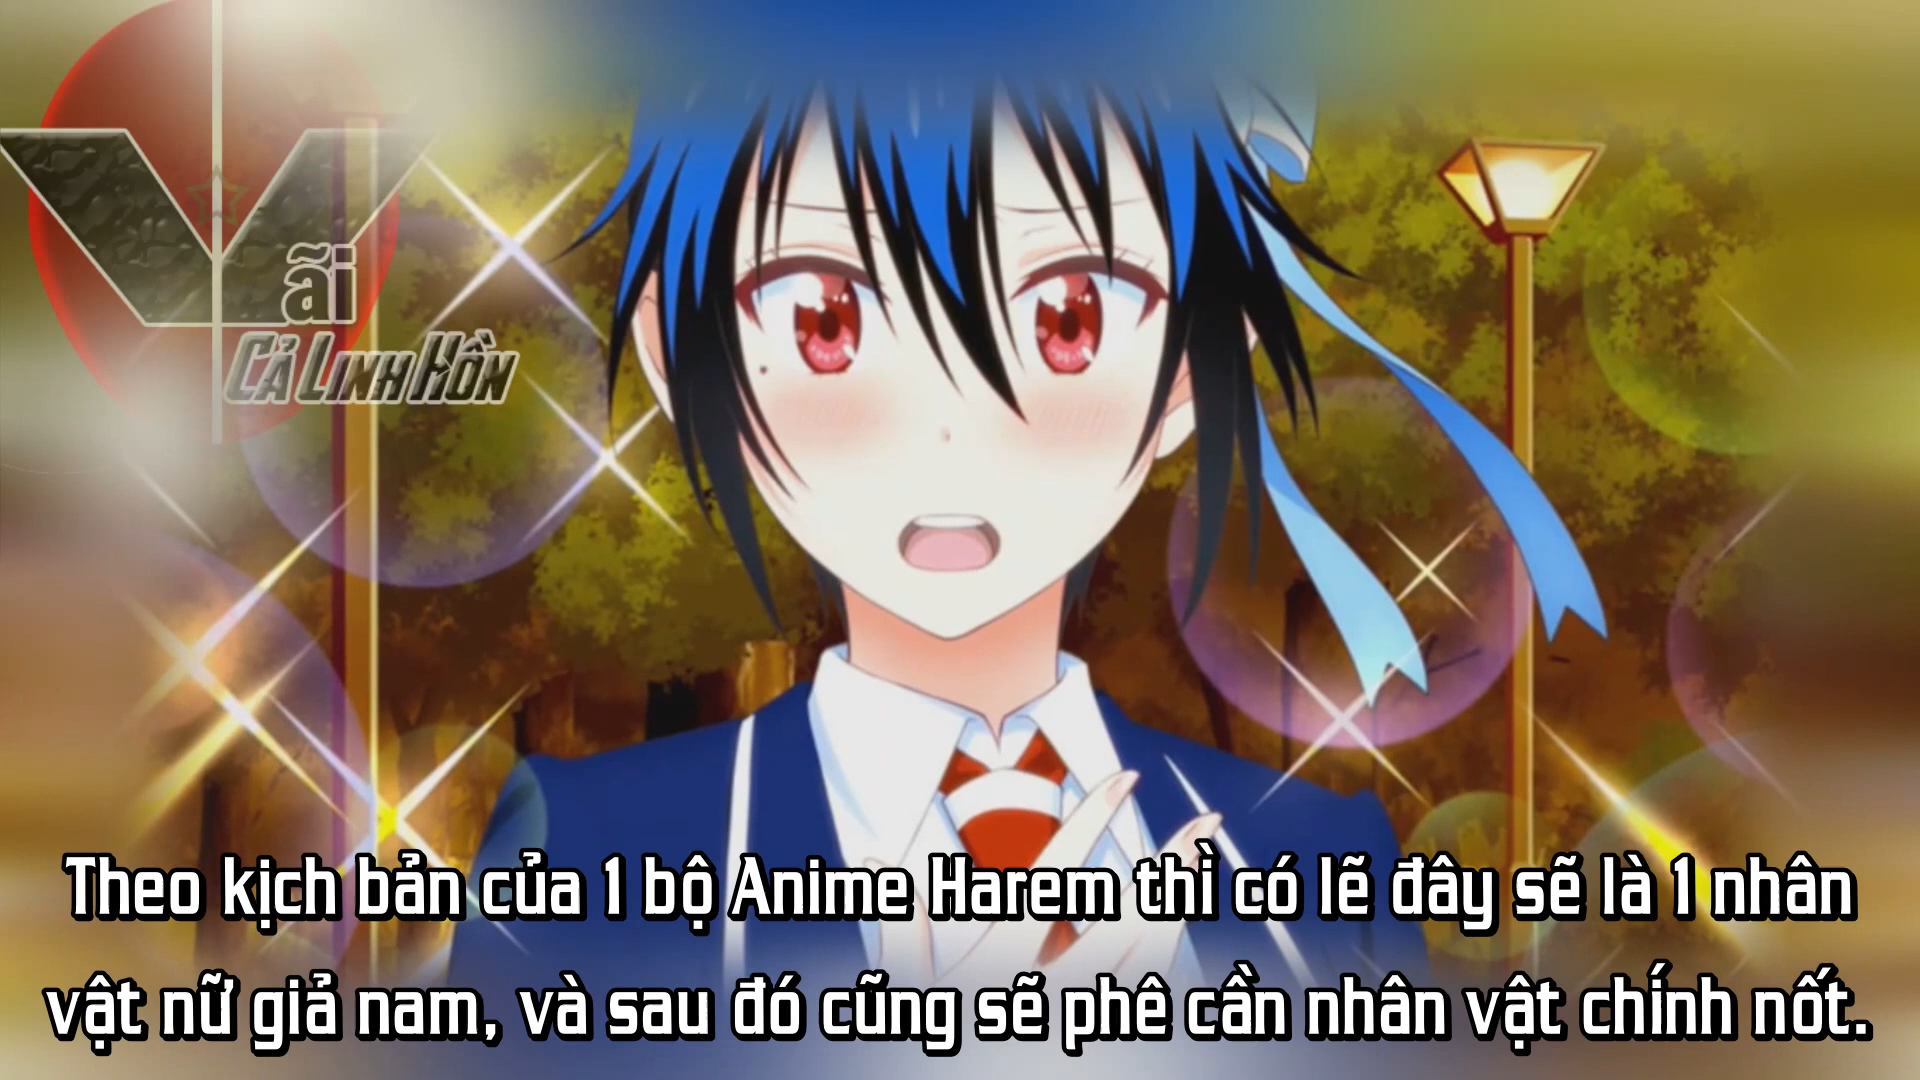 Vãi
CẢ LINH HỒN
Theo kịch bản của 1 bộ Anime Harem thì có lẽ đây sẽ là 1 nhân
vật nữ giả nam, và sau đó cũng sẽ phê cần nhân vật chính nốt.